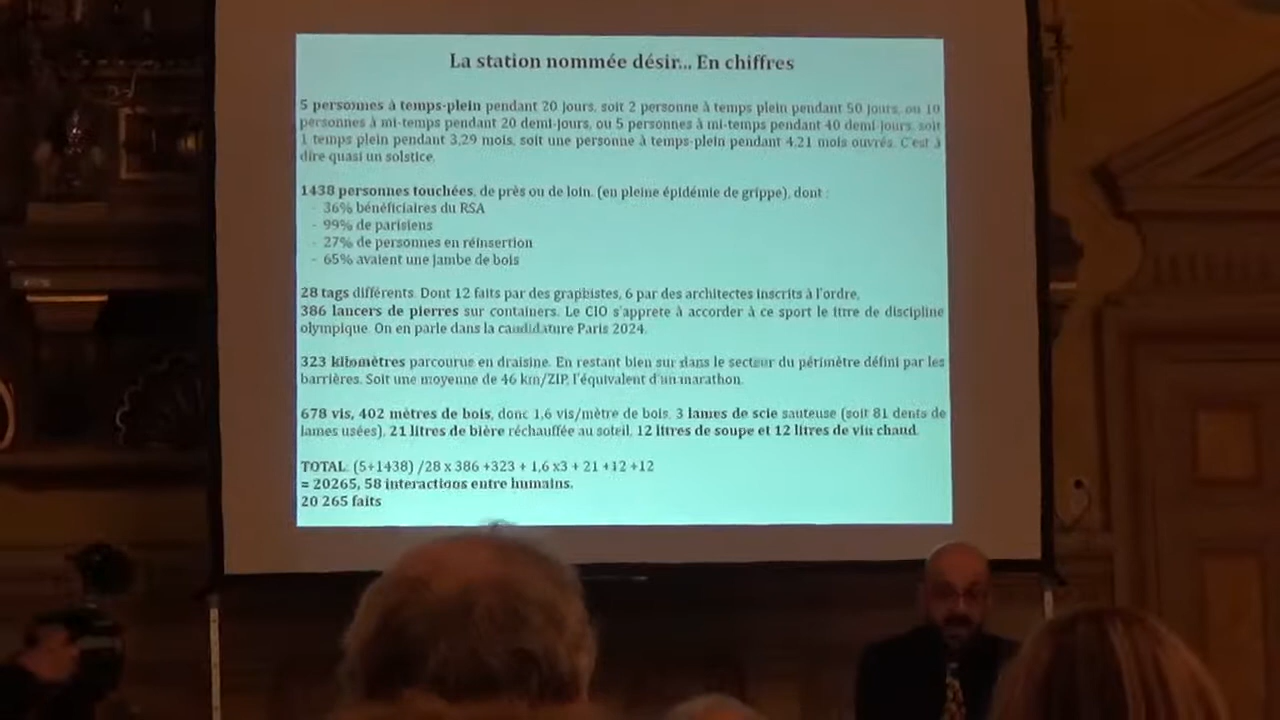 La station nommée désir... En chiffres
5 personnes à temps-plein pendant 20 jours, soit 2 personne à temps plein pendant 50 jours, ou 10
personnes à mi-temps pendant 20 demi-jours, ou 5 personnes à mi-temps pendant 40 demi-jours, soit
1 temps plein pendant 3,29 mois, soit une personne à temps-plein pendant 4,21 mois ouvrés. C'est à
dire quasi un solstice.
1438 personnes touchées, de près ou de loin. (en pleine épidémie de grippe), dont :
- 36% bénéficiaires du RSA
- 99% de parisiens
- 27% de personnes en réinsertion
- 65% avaient une jambe de bois
28 tags différents. Dont 12 faits par des graphistes, 6 par des architectes inscrits à l'ordre.
386 lancers de pierres sur containers. Le CIO s'apprete à accorder à ce sport le titre de discipline
olympique. On en parle dans la candidature Paris 2024.
323 kilomètres parcourus en draisine. En restant bien sur dans le secteur du périmètre défini par les
barrières. Soit une moyenne de 46 km/ZIP, l'équivalent d'un marathon.
678 vis, 402 mètres de bois, donc 1,6 vis/mètre de bois, 3 lames de scie sauteuse (soit 81 dents de
lames usées), 21 litres de bière réchauffée au soleil, 12 litres de soupe et 12 litres de vin chaud.
TOTAL: (5+1438) /28 x 386 +323 + 1,6 x3 + 21 +12 +12
= 20265, 58 interactions entre humains.
20 265 faits